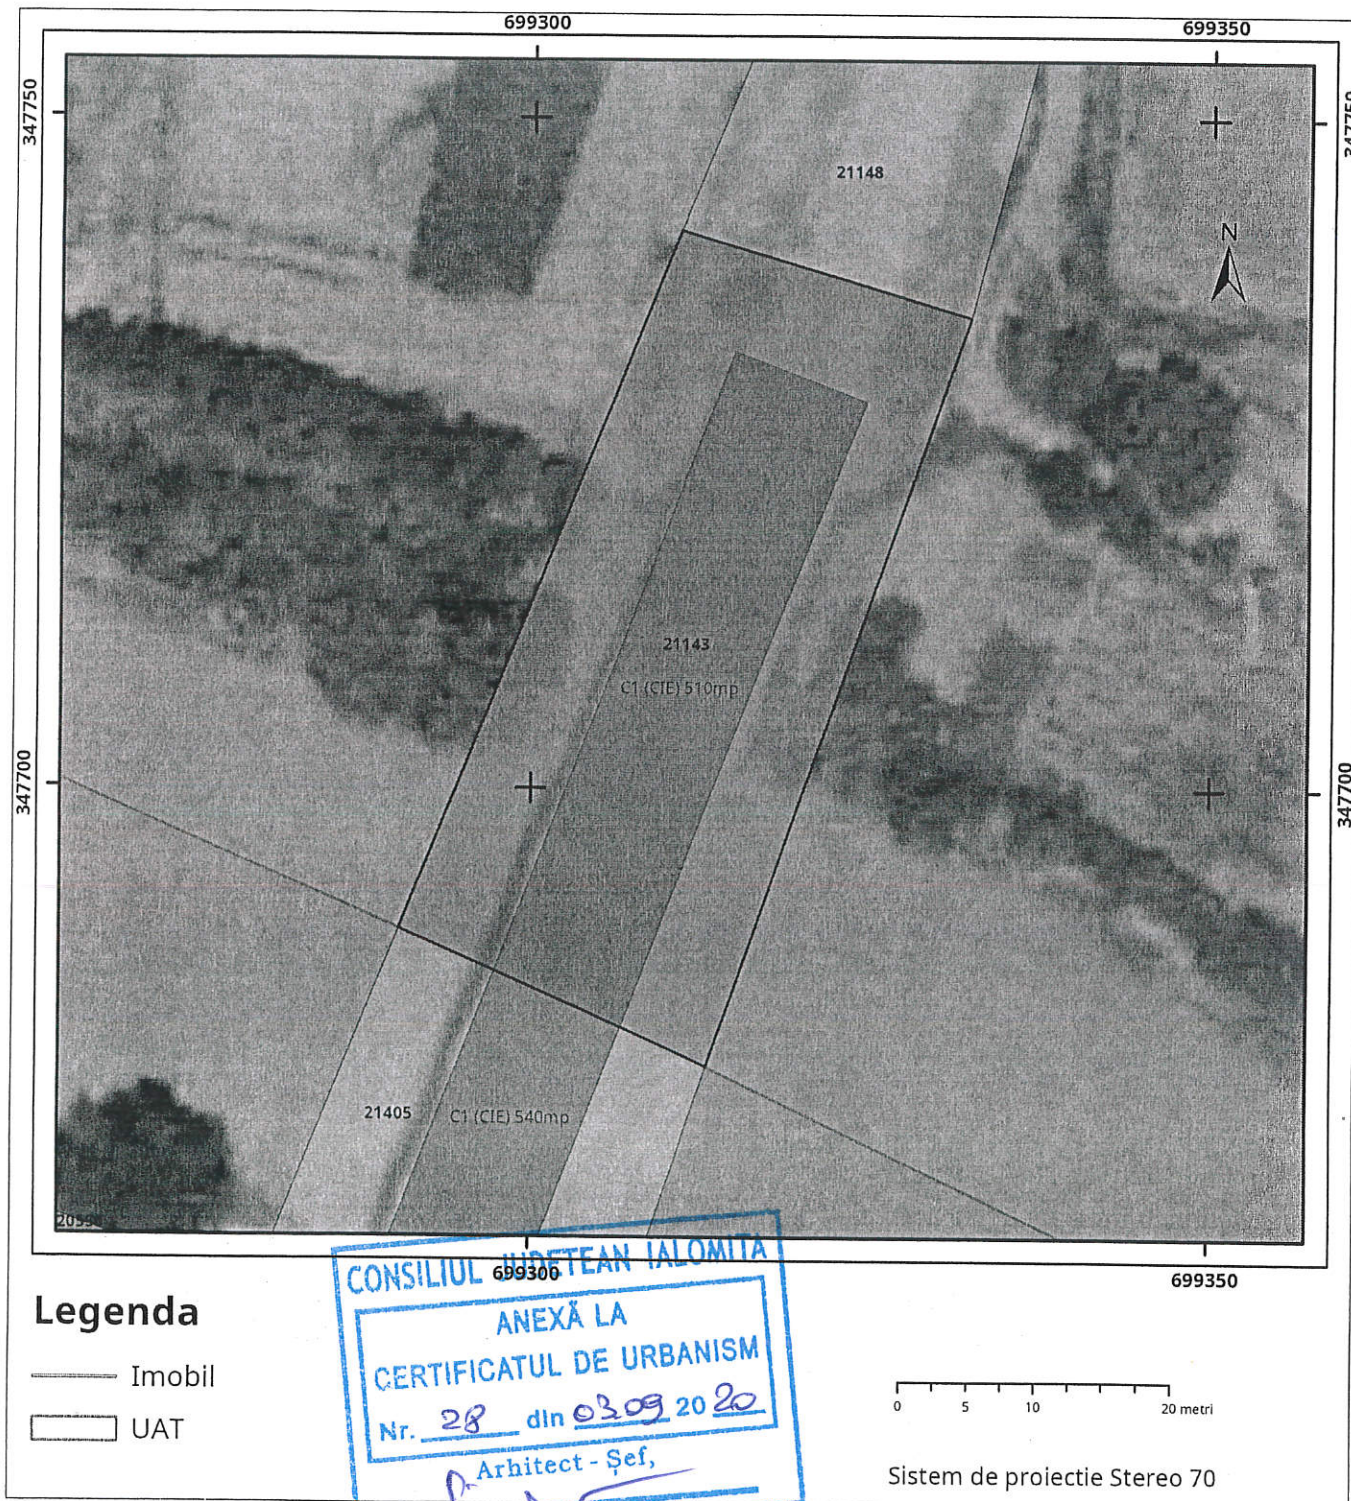 699300
699350
347750
347750
21148
N
21143
C1 (CIE) 510mp
347700
347700
21405
C1 (CIE) 540mp
699300
699350
CONSILIUL JUDETEAN IALOMITA
ANEXĂ LA
CERTIFICATUL DE URBANISM
Nr. 28 din 03.09 2020
Arhitect - Şef,
Legenda
Imobil
UAT
0 5 10 20 metri
Sistem de proiectie Stereo 70